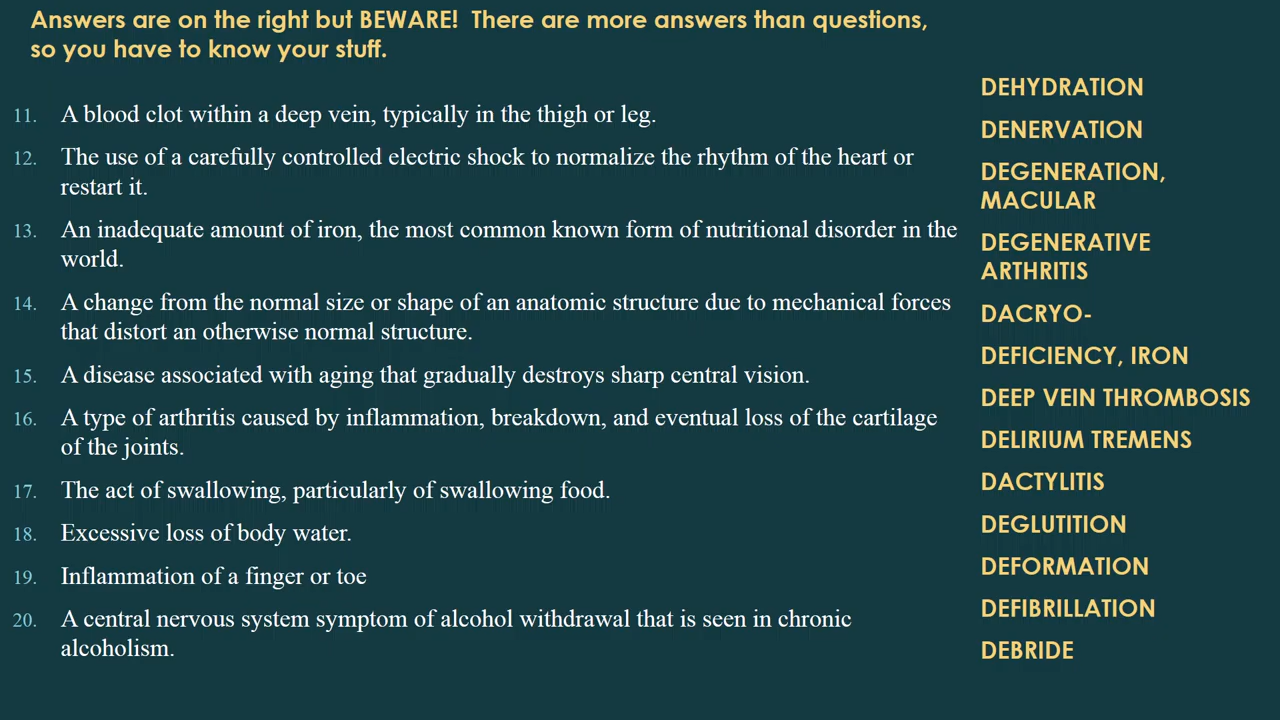 Answers are on the right but BEWARE!  There are more answers than questions,
so you have to know your stuff.
11. A blood clot within a deep vein, typically in the thigh or leg.
12. The use of a carefully controlled electric shock to normalize the rhythm of the heart or
restart it.
13. An inadequate amount of iron, the most common known form of nutritional disorder in the
world.
14. A change from the normal size or shape of an anatomic structure due to mechanical forces
that distort an otherwise normal structure.
15. A disease associated with aging that gradually destroys sharp central vision.
16. A type of arthritis caused by inflammation, breakdown, and eventual loss of the cartilage
of the joints.
17. The act of swallowing, particularly of swallowing food.
18. Excessive loss of body water.
19. Inflammation of a finger or toe
20. A central nervous system symptom of alcohol withdrawal that is seen in chronic
alcoholism.
DEHYDRATION
DENERVATION
DEGENERATION,
MACULAR
DEGENERATIVE
ARTHRITIS
DACRYO-
DEFICIENCY, IRON
DEEP VEIN THROMBOSIS
DELIRIUM TREMENS
DACTYLITIS
DEGLUTITION
DEFORMATION
DEFIBRILLATION
DEBRIDE